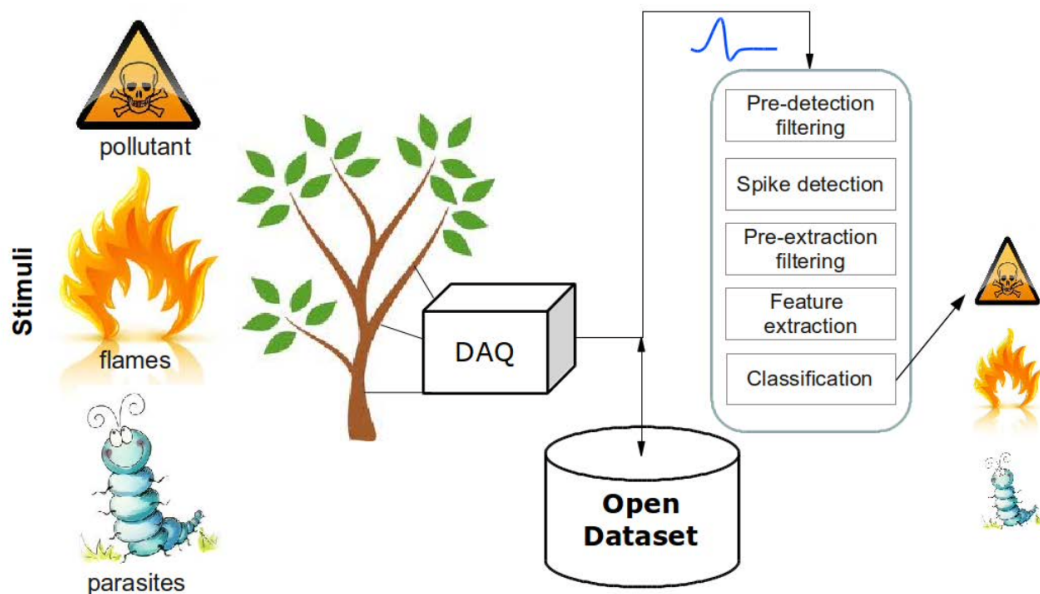 Stimuli
pollutant
flames
parasites
DAQ
Open
Dataset
Pre-detection
filtering
Spike detection
Pre-extraction
filtering
Feature
extraction
Classification